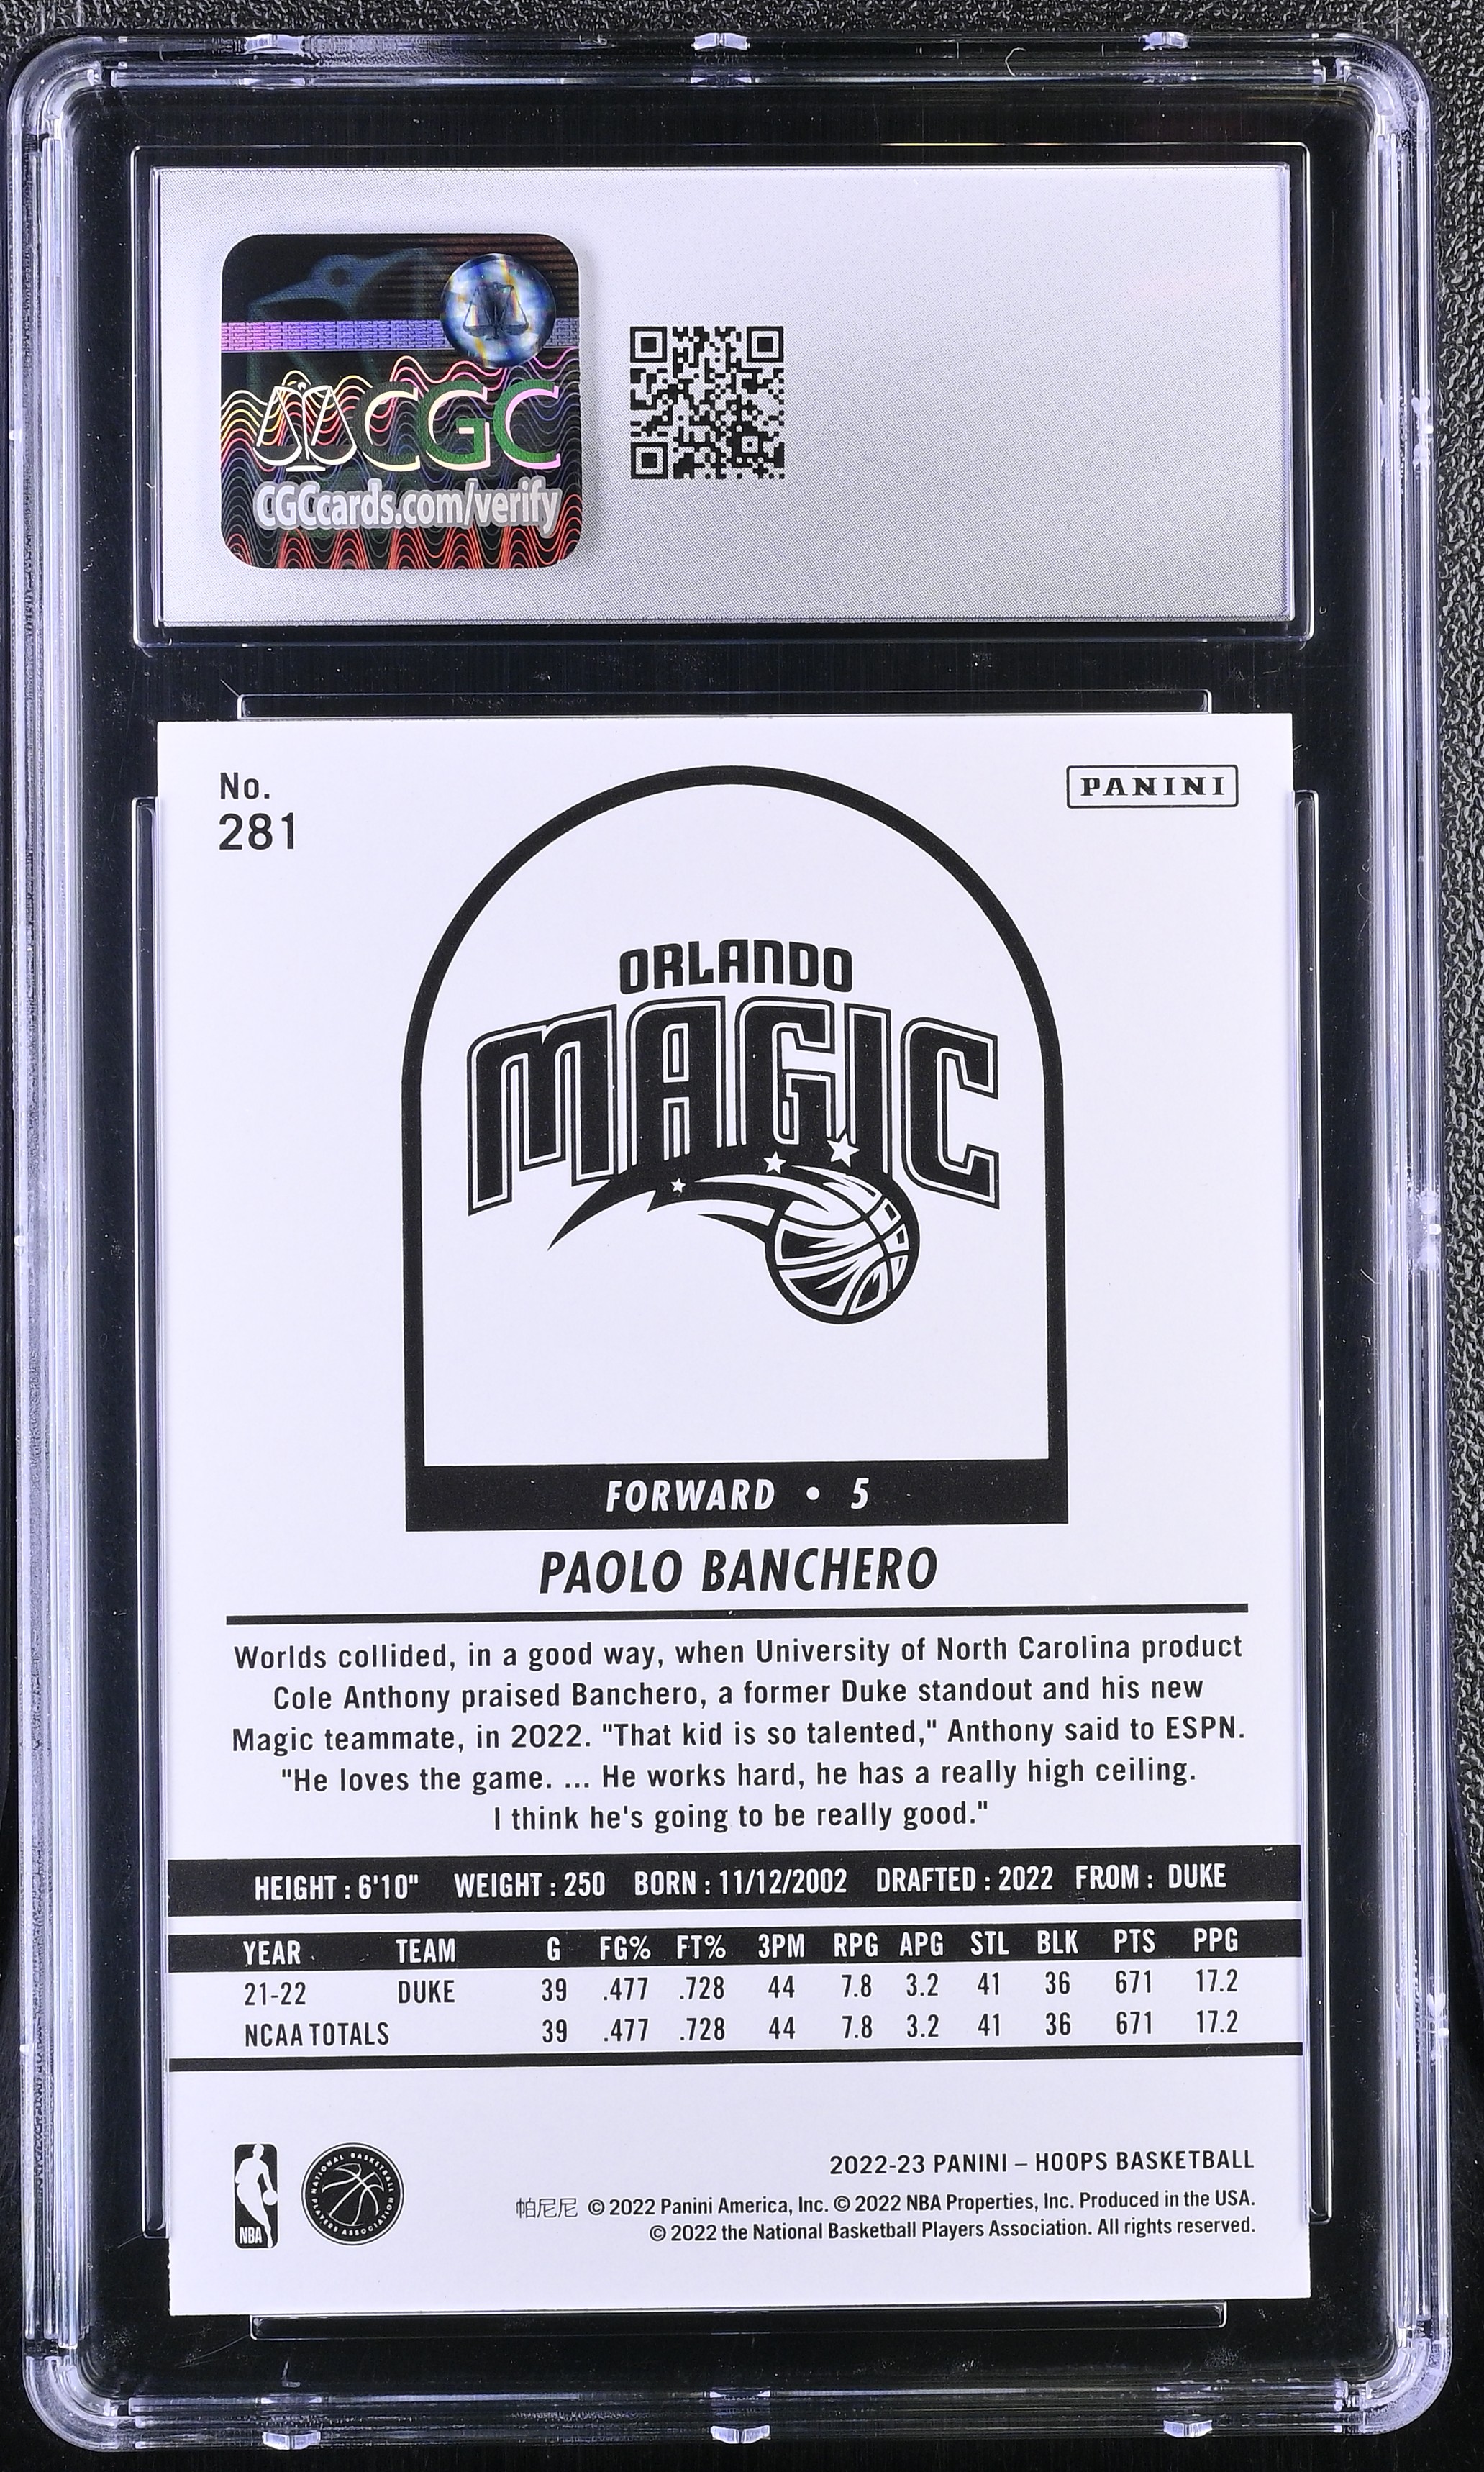 CGC
CGCcards.com/verify
No.
281
PANINI
ORLANDO
MAGIC
FORWARD • 5
PAOLO BANCHERO
Worlds collided, in a good way, when University of North Carolina product
Cole Anthony praised Banchero, a former Duke standout and his new
Magic teammate, in 2022. "That kid is so talented," Anthony said to ESPN.
"He loves the game. ... He works hard, he has a really high ceiling.
I think he's going to be really good."
HEIGHT : 6'10" WEIGHT : 250 BORN : 11/12/2002 DRAFTED : 2022 FROM : DUKE
YEAR TEAM G FG% FT% 3PM RPG APG STL BLK PTS PPG
21-22 DUKE 39 .477 .728 44 7.8 3.2 41 36 671 17.2
NCAA TOTALS 39 .477 .728 44 7.8 3.2 41 36 671 17.2
NBA
NATIONAL BASKETBALL PLAYERS ASSOCIATION
2022-23 PANINI – HOOPS BASKETBALL
帕尼尼 © 2022 Panini America, Inc. © 2022 NBA Properties, Inc. Produced in the USA.
© 2022 the National Basketball Players Association. All rights reserved.